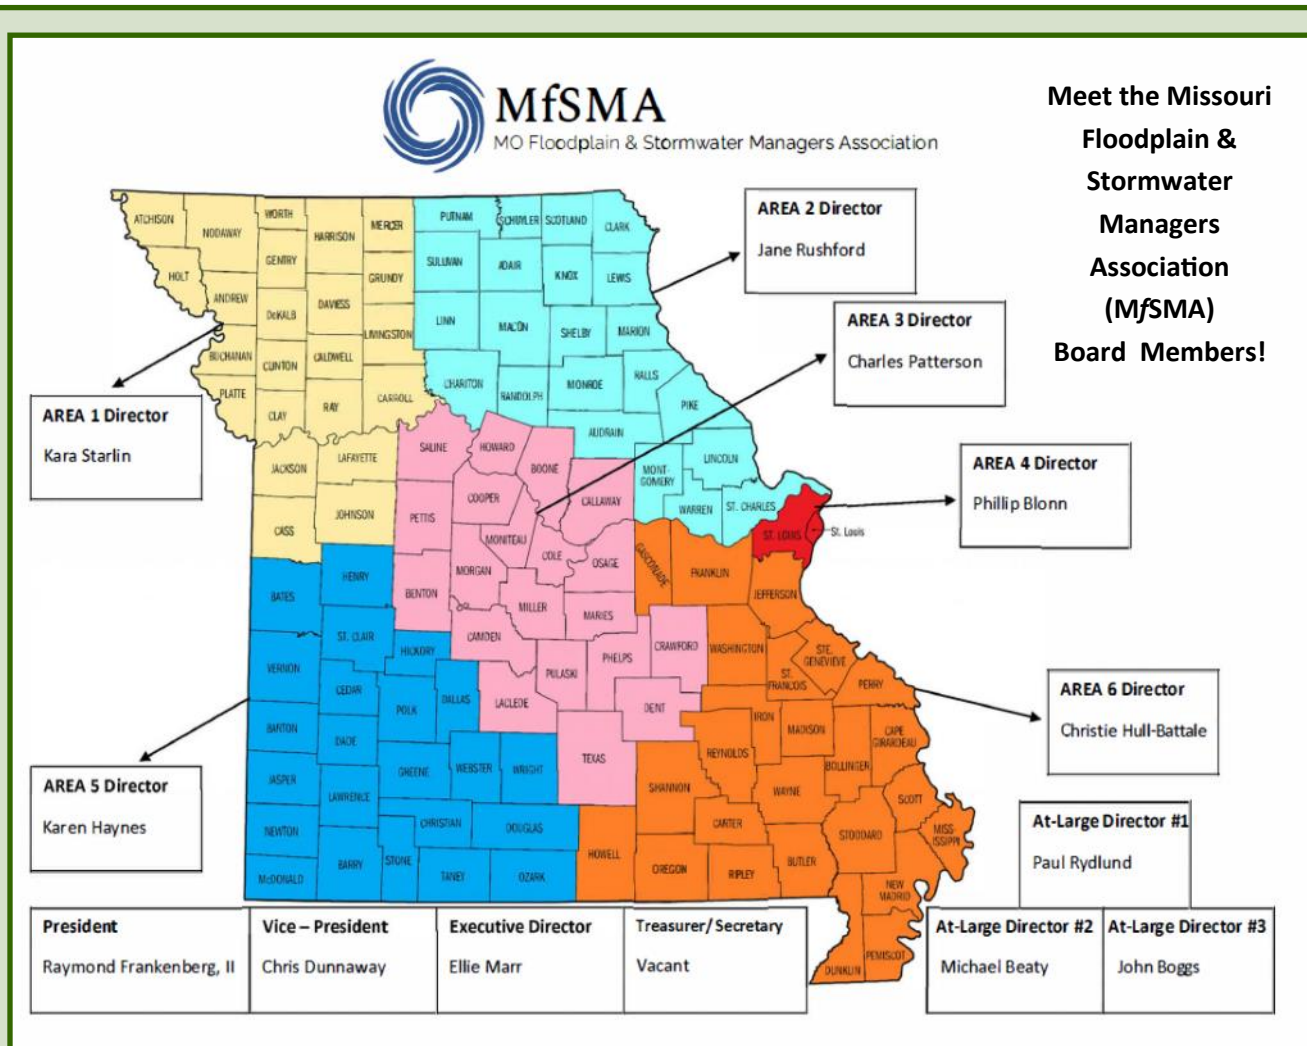 MfSMA
MO Floodplain & Stormwater Managers Association
Meet the Missouri
Floodplain &
Stormwater
Managers
Association
(MfSMA)
Board Members!
AREA 2 Director
Jane Rushford
AREA 3 Director
Charles Patterson
AREA 1 Director
Kara Starlin
AREA 4 Director
Phillip Blonn
AREA 6 Director
Christie Hull-Battale
AREA 5 Director
Karen Haynes
At-Large Director #1
Paul Rydlund
ATCHISON
NODAWAY
WORTH
HARRISON
MERCER
PUTNAM
SCHUYLER
SCOTLAND
CLARK
HOLT
GENTRY
GRUNDY
SULLIVAN
ADAIR
KNOX
LEWIS
ANDREW
DeKALB
DAVIESS
LIVINGSTON
LINN
MACON
SHELBY
MARION
BUCHANAN
CLINTON
CALDWELL
PLATTE
CLAY
RAY
CARROLL
CHARITON
RANDOLPH
MONROE
RALLS
PIKE
AUDRAIN
JACKSON
LAFAYETTE
SALINE
HOWARD
BOONE
CALLAWAY
MONT-
GOMERY
LINCOLN
WARREN
ST. CHARLES
CASS
JOHNSON
PETTIS
COOPER
MONITEAU
COLE
OSAGE
GASCONADE
FRANKLIN
ST. LOUIS
St. Louis
JEFFERSON
BATES
HENRY
BENTON
MORGAN
MILLER
MARIES
ST. CLAIR
HICKORY
CAMDEN
PULASKI
PHELPS
CRAWFORD
WASHINGTON
STE.
GENEVIEVE
ST.
FRANCOIS
PERRY
VERNON
CEDAR
POLK
DALLAS
LACLEDE
DENT
IRON
MADISON
CAPE
GIRARDEAU
BARTON
DADE
GREENE
WEBSTER
WRIGHT
TEXAS
REYNOLDS
BOLLINGER
JASPER
LAWRENCE
SHANNON
WAYNE
SCOTT
NEWTON
CHRISTIAN
DOUGLAS
CARTER
STODDARD
MISS-
ISSIPPI
McDONALD
BARRY
STONE
TANEY
OZARK
HOWELL
OREGON
RIPLEY
BUTLER
NEW
MADRID
DUNKLIN
PEMISCOT
President
Raymond Frankenberg, II
Vice – President
Chris Dunnaway
Executive Director
Ellie Marr
Treasurer/ Secretary
Vacant
At-Large Director #2
Michael Beaty
At-Large Director #3
John Boggs